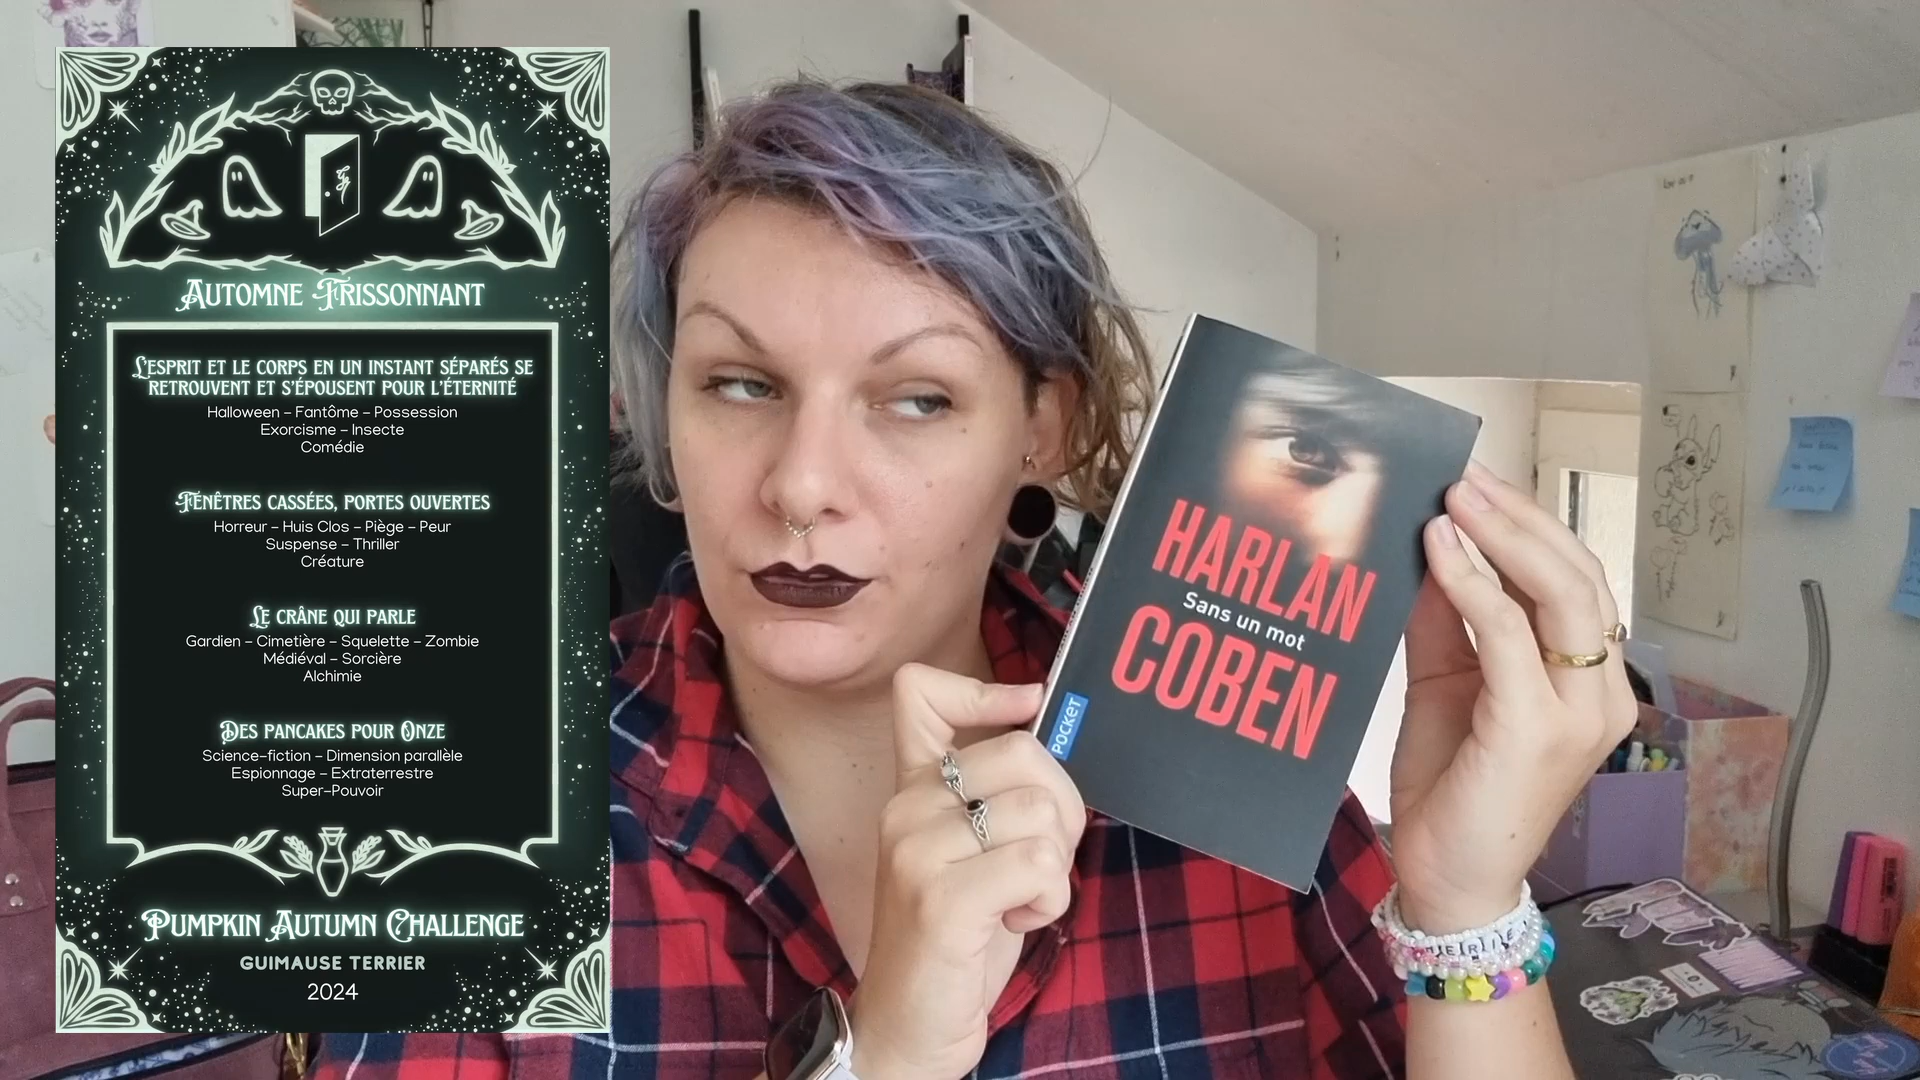 Automne Frissonnant
L'esprit et le corps en un instant séparés se
retrouvent et s'épousent pour l'éternité
Halloween – Fantôme – Possession
Exorcisme – Insecte
Comédie
Fenêtres cassées, portes ouvertes
Horreur – Huis Clos – Piège – Peur
Suspense – Thriller
Créature
Le crâne qui parle
Gardien – Cimetière – Squelette – Zombie
Médiéval – Sorcière
Alchimie
Des pancakes pour Onze
Science-fiction – Dimension parallèle
Espionnage – Extraterrestre
Super-Pouvoir
Pumpkin Autumn Challenge
GUIMAUSE TERRIER
2024
HARLAN
Sans un mot
COBEN
POCKET